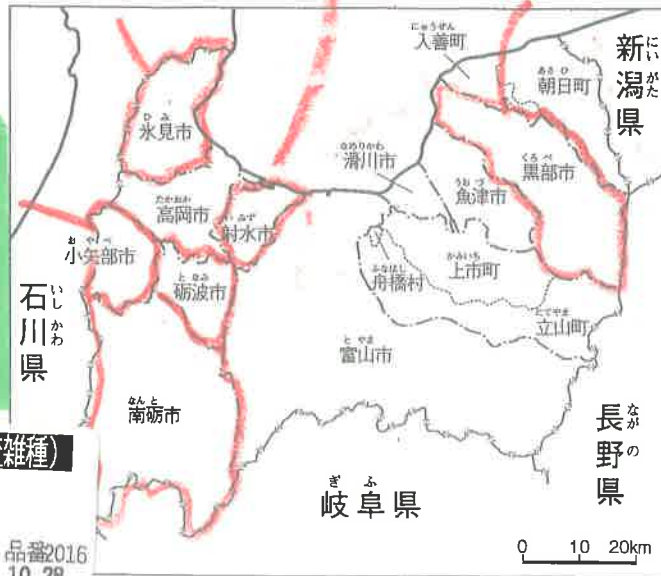 にゅうぜん
入善町
あさひ
朝日町
にいがた
新潟県
ひみ
氷見市
なめりかわ
滑川市
くろべ
黒部市
うおづ
魚津市
たかおか
高岡市
いみず
射水市
おやべ
小矢部市
となみ
砺波市
かみいち
上市町
ふなはし
舟橋村
たてやま
立山町
とやま
富山市
いしかわ
石川県
なんと
南砺市
ながの
長野県
ぎふ
岐阜県
雑種)
品番2016
10.28
0 10 20km